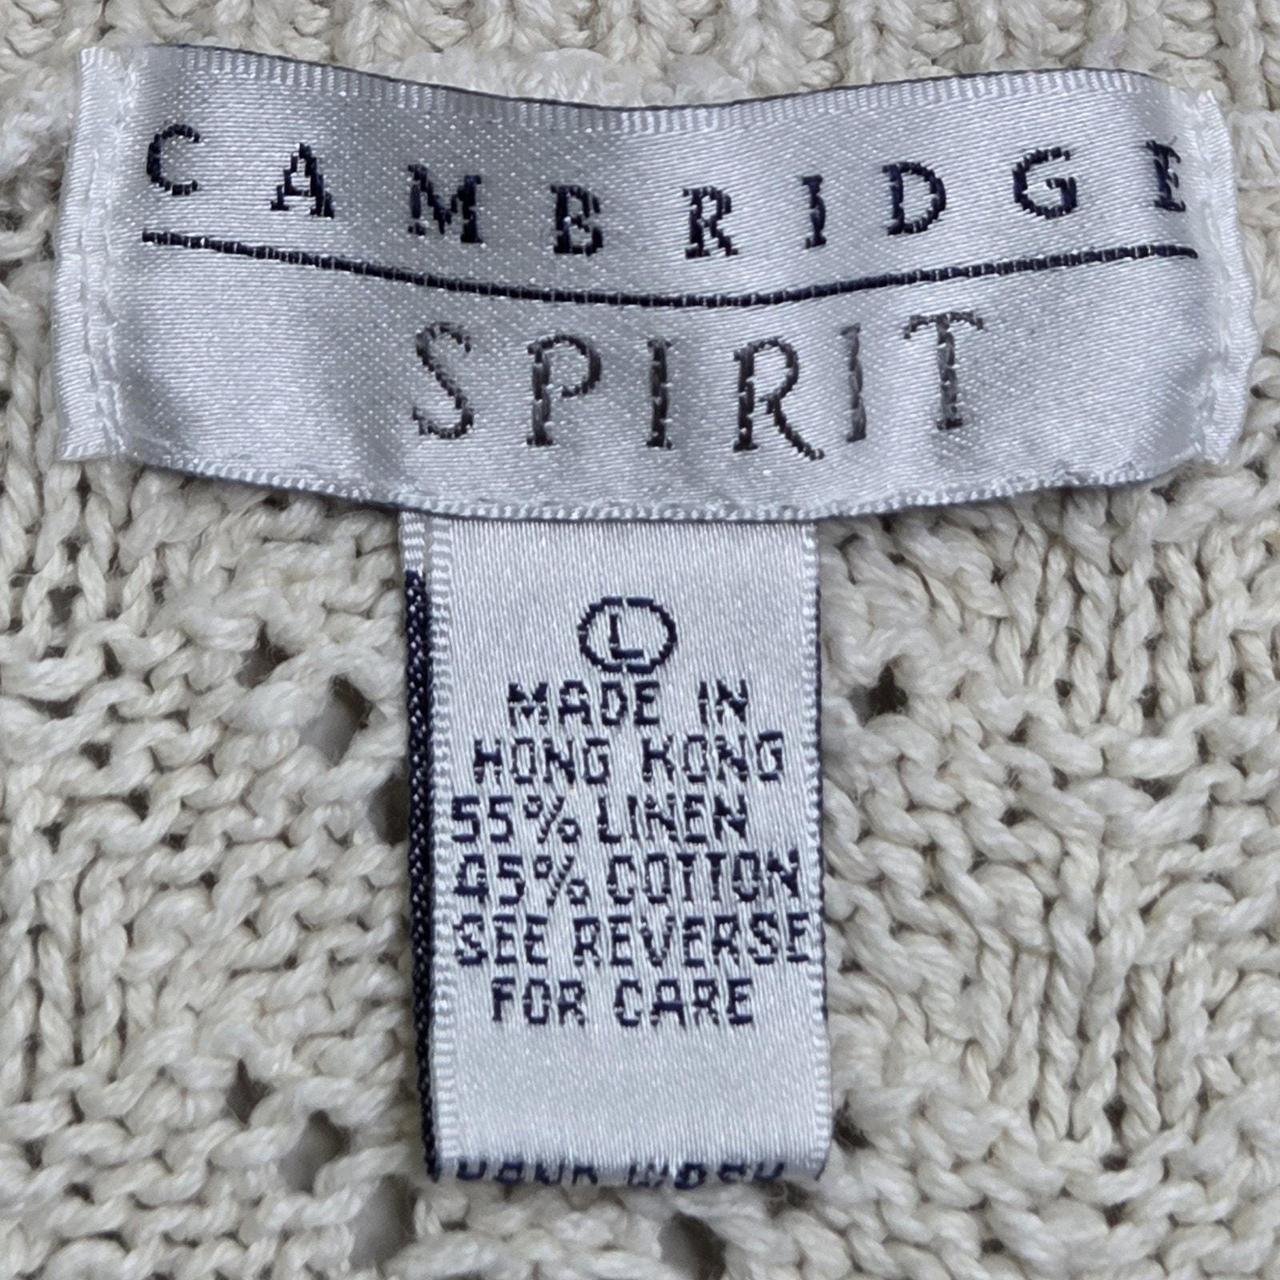 CAMBRIDGE
SPIRIT
L
MADE IN
HONG KONG
55% LINEN
45% COTTON
SEE REVERSE
FOR CARE